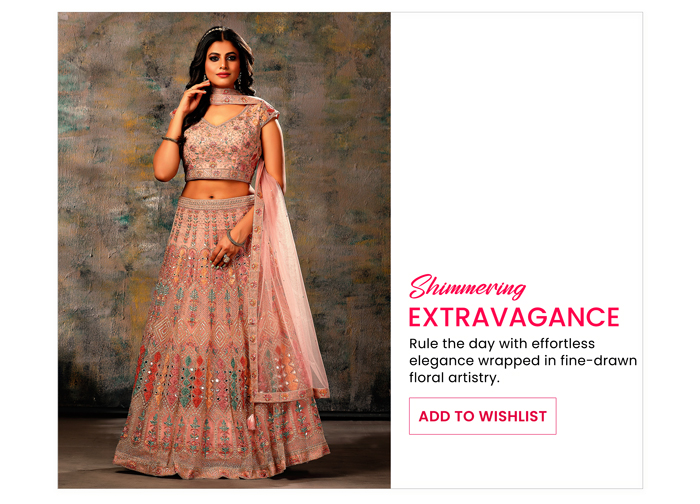 Shimmering
EXTRAVAGANCE
Rule the day with effortless
elegance wrapped in fine-drawn
floral artistry.
ADD TO WISHLIST